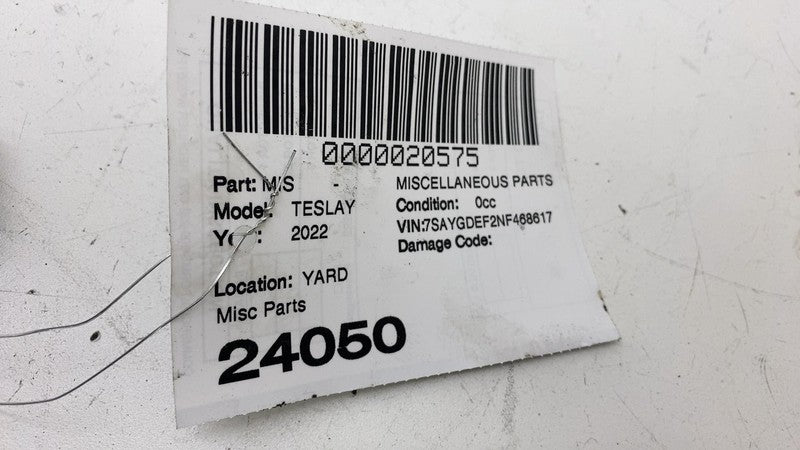 0000020575
Part: MIS - MISCELLANEOUS PARTS
Model: TESLAY Condition: 0cc
Year: 2022 VIN:7SAYGDEF2NF468617
Damage Code:
Location: YARD
Misc Parts
24050